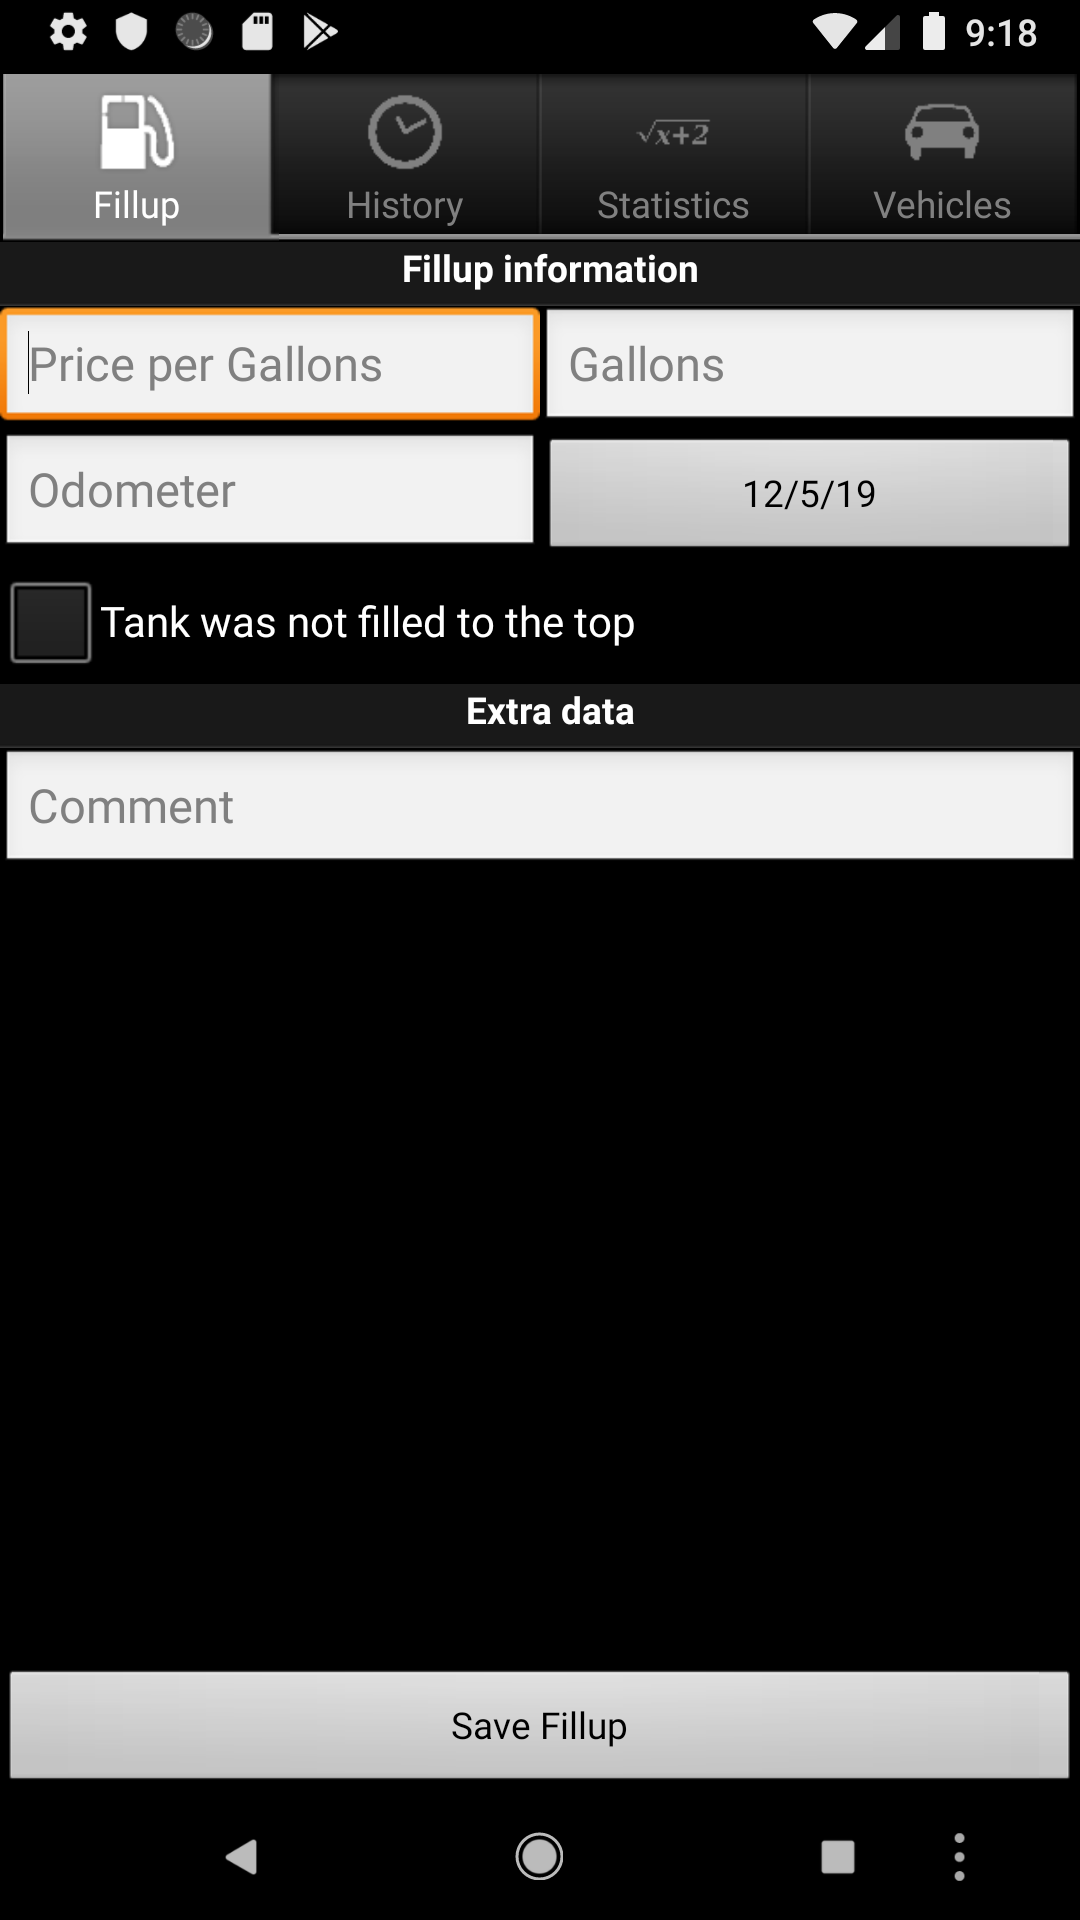 9:18
Fillup
History
√x+2
Statistics
Vehicles
Fillup information
Price per Gallons
Gallons
Odometer
12/5/19
Tank was not filled to the top
Extra data
Comment
Save Fillup